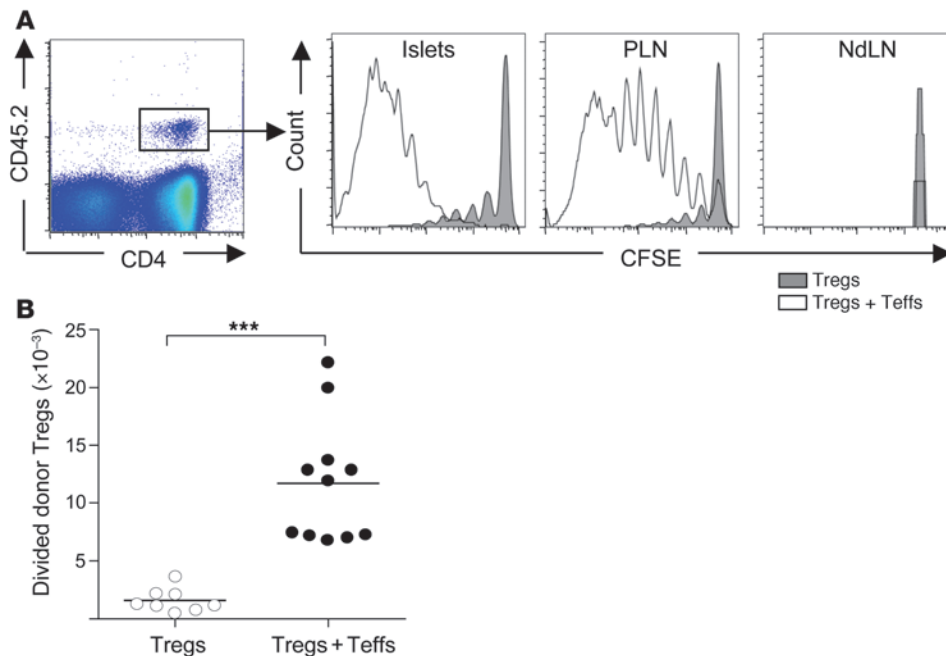 A
CD45.2
CD4
Count
Islets
PLN
NdLN
CFSE
Tregs
Tregs + Teffs
B
Divided donor Tregs (×10⁻³)
25
20
15
10
5
***
Tregs
Tregs + Teffs